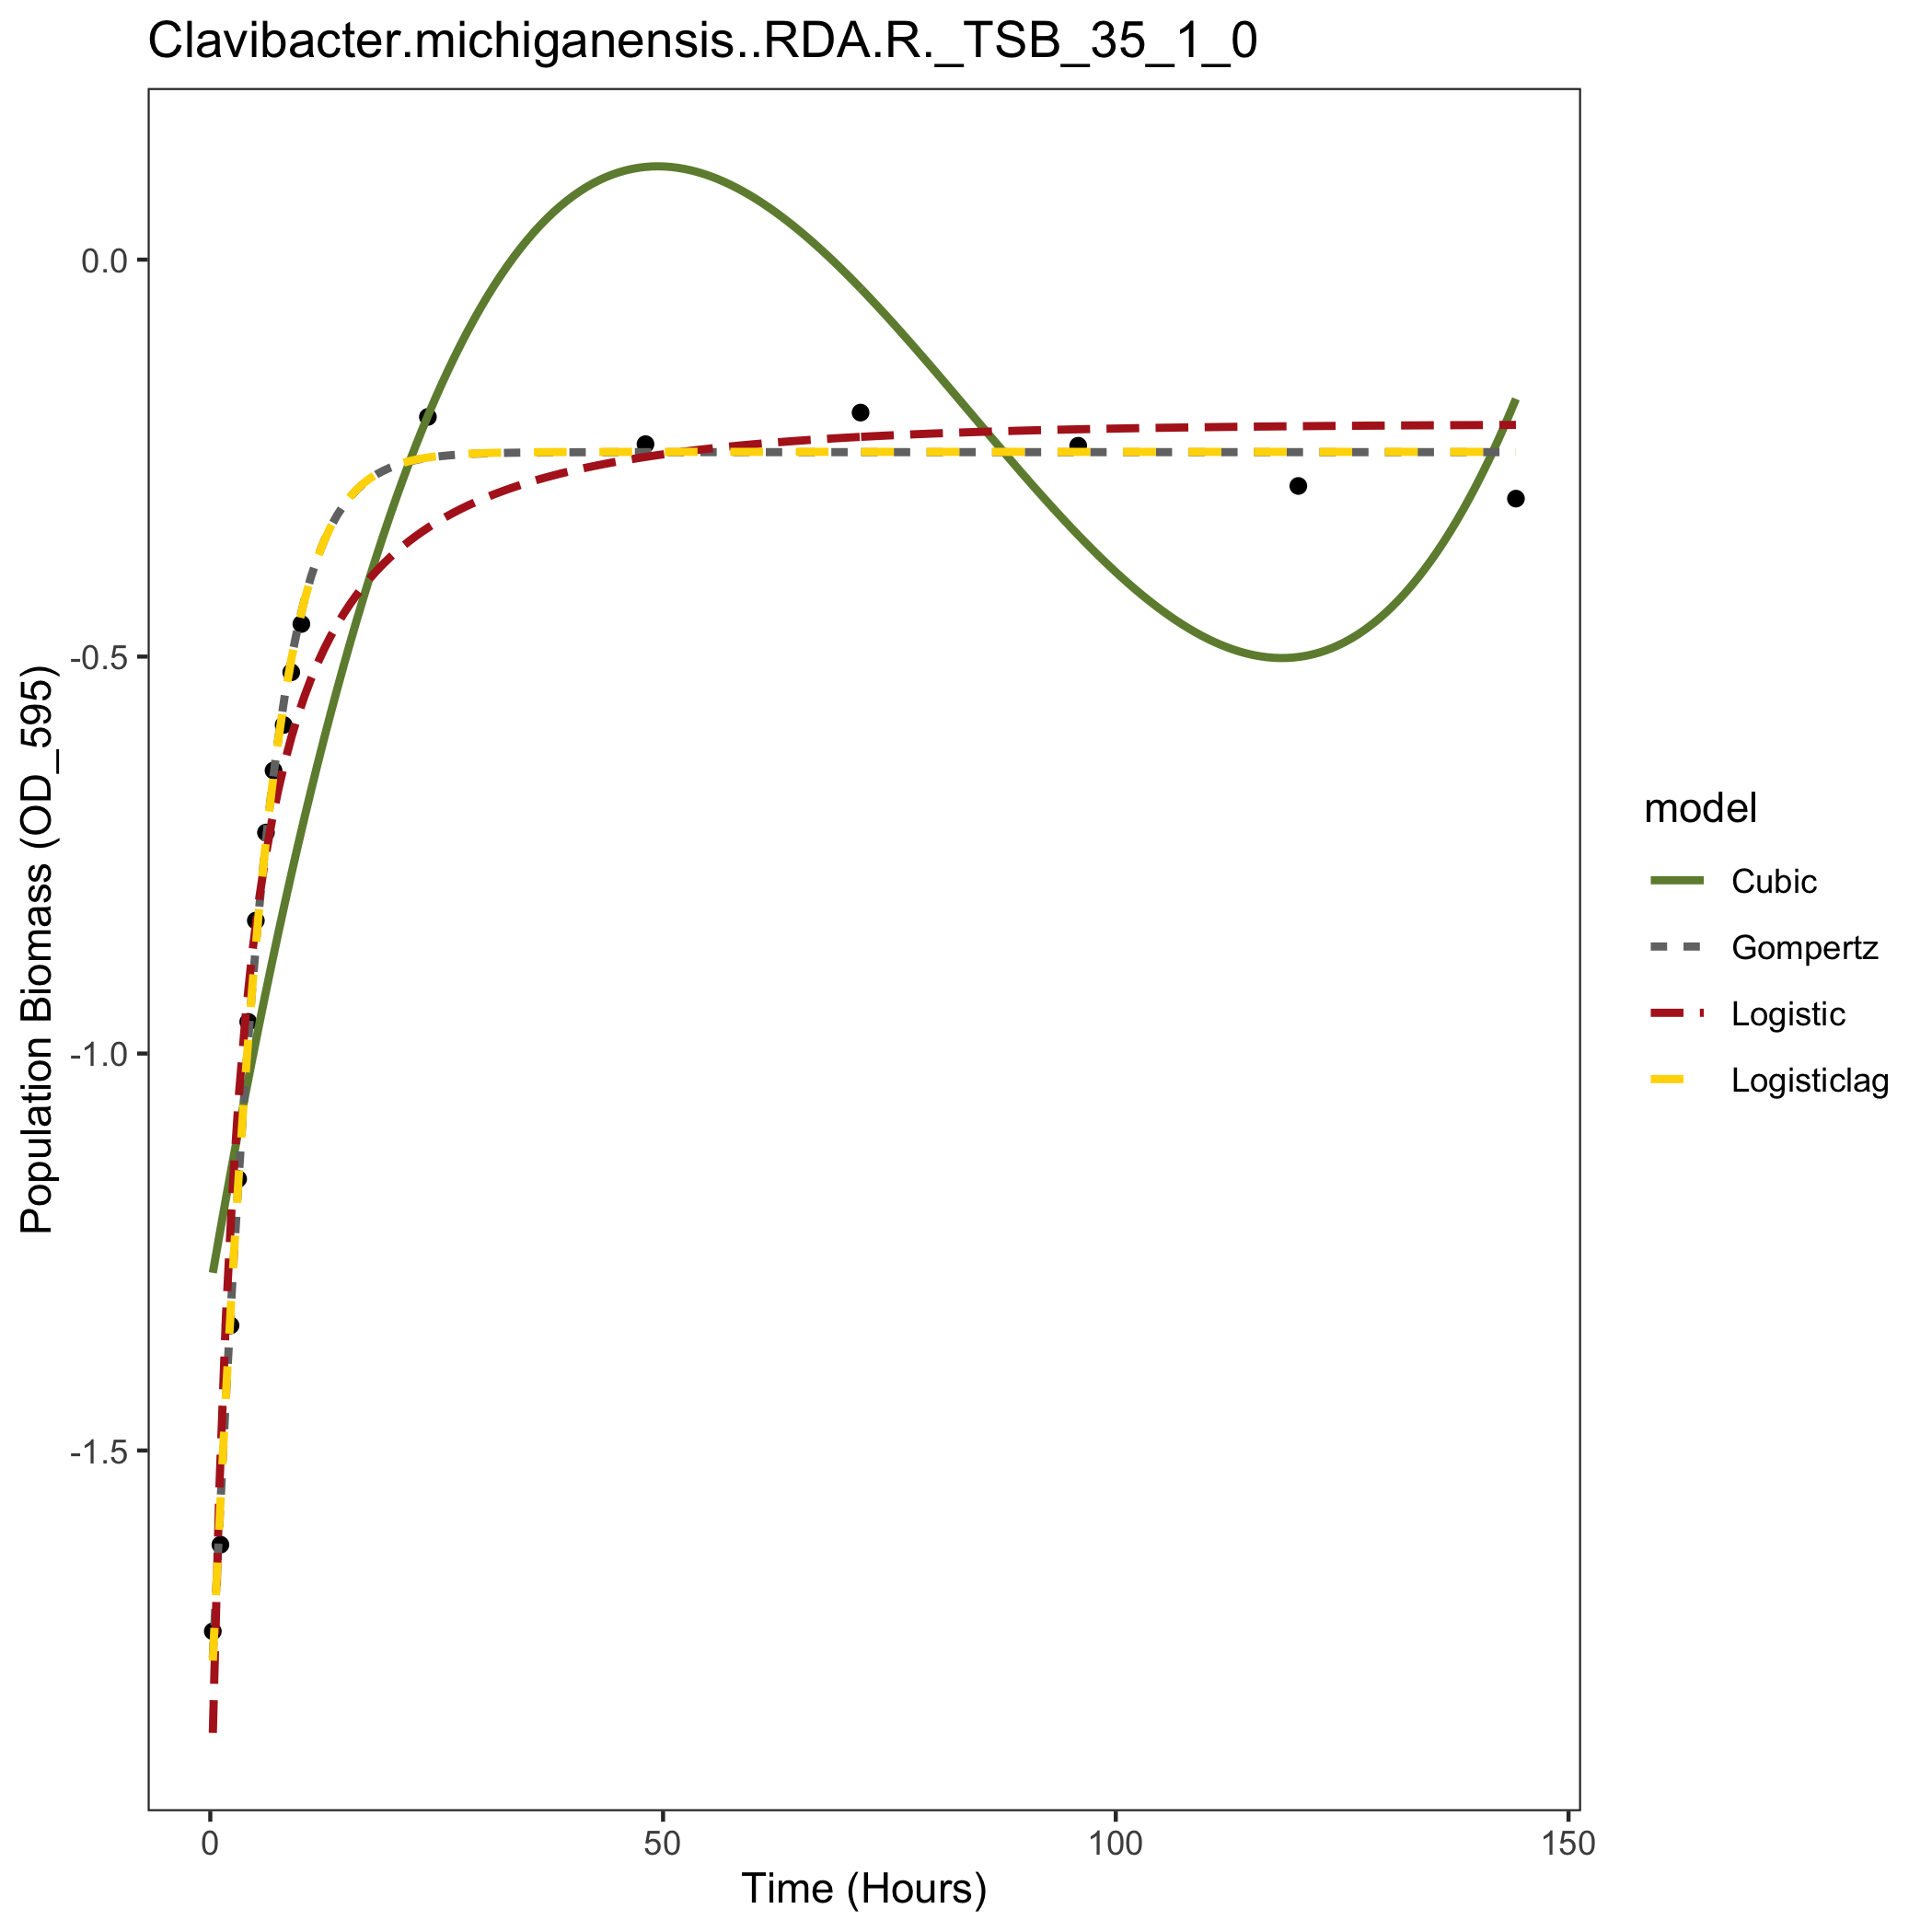 Clavibacter.michiganensis..RDA.R._TSB_35_1_0
0.0
-0.5
-1.0
-1.5
Population Biomass (OD_595)
0
50
100
150
Time (Hours)
model
Cubic
Gompertz
Logistic
Logisticlag